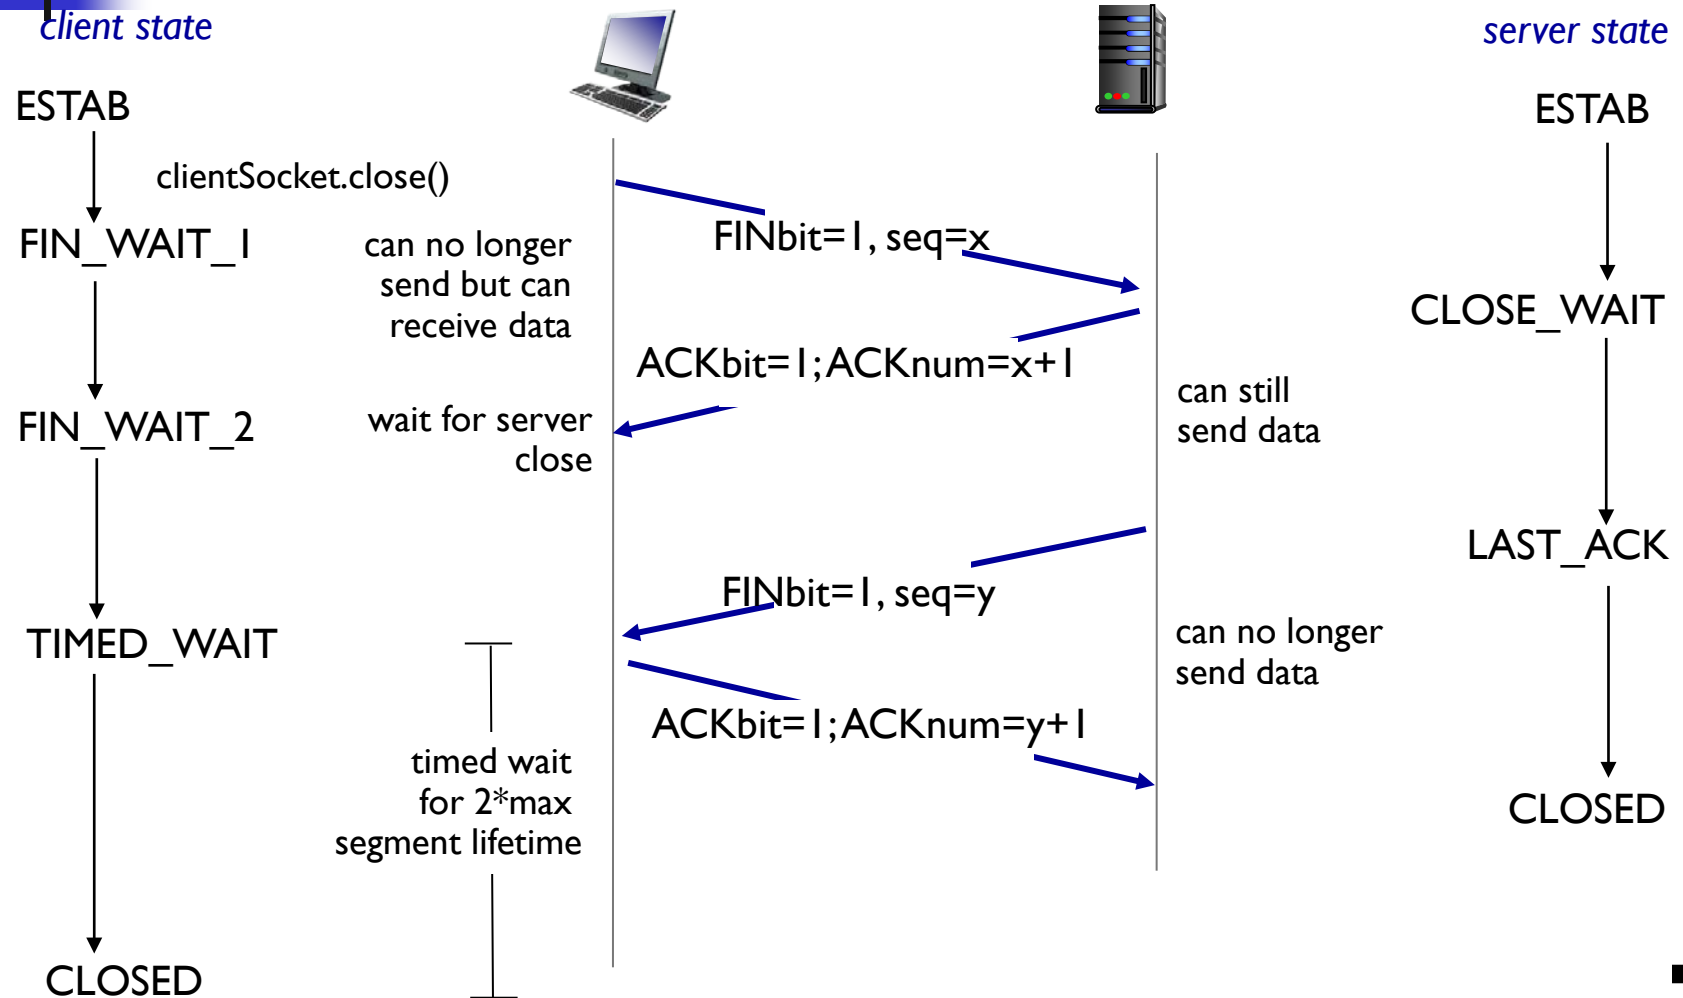 client state
server state
ESTAB
ESTAB
clientSocket.close()
FIN_WAIT_1
can no longer
send but can
receive data
FINbit=1, seq=x
CLOSE_WAIT
ACKbit=1; ACKnum=x+1
can still
send data
FIN_WAIT_2
wait for server
close
LAST_ACK
FINbit=1, seq=y
can no longer
send data
TIMED_WAIT
ACKbit=1; ACKnum=y+1
timed wait
for 2*max
segment lifetime
CLOSED
CLOSED